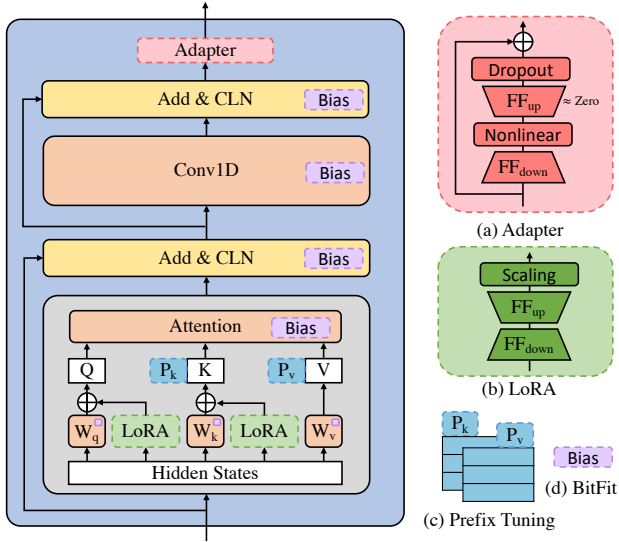 Adapter
Add & CLN
Bias
Conv1D
Bias
Add & CLN
Bias
Attention
Bias
Q
Pk
K
Pv
V
Wq
LoRA
Wk
LoRA
Wv
Hidden States
Dropout
FFup
≈ Zero
Nonlinear
FFdown
(a) Adapter
Scaling
FFup
FFdown
(b) LoRA
Pk
Pv
Bias
(d) BitFit
(c) Prefix Tuning